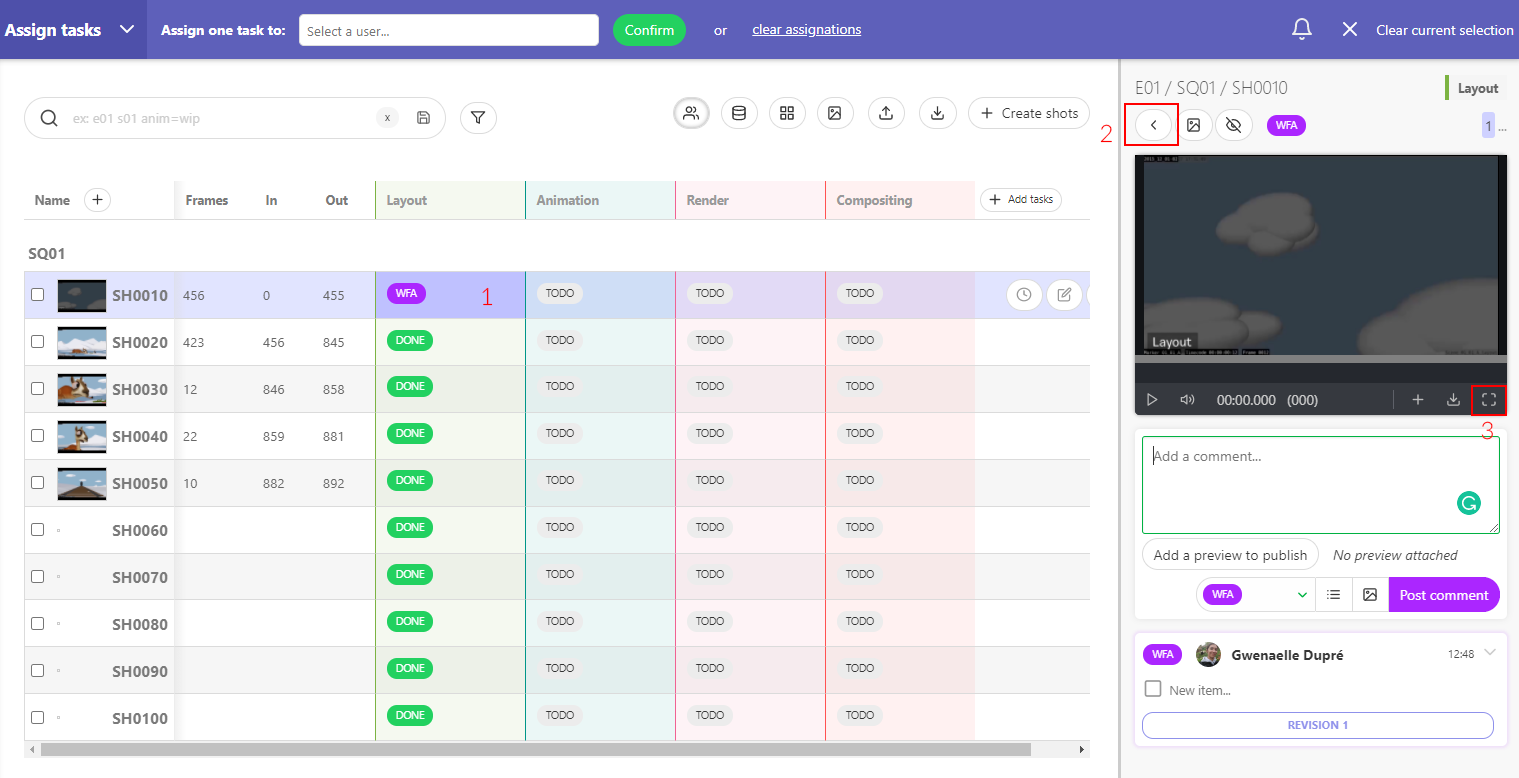 Assign tasks
Assign one task to:
Select a user...
Confirm
or
clear assignations
Clear current selection
ex: e01 s01 anim=wip
x
Create shots
E01 / SQ01 / SH0010
Layout
2
WFA
1 ...
Name
Frames In Out Layout Animation Render Compositing
Add tasks
SQ01
SH0010 456 0 455 WFA 1 TODO TODO TODO
SH0020 423 456 845 DONE TODO TODO TODO
SH0030 12 846 858 DONE TODO TODO TODO
SH0040 22 859 881 DONE TODO TODO TODO
SH0050 10 882 892 DONE TODO TODO TODO
SH0060 DONE TODO TODO TODO
SH0070 DONE TODO TODO TODO
SH0080 DONE TODO TODO TODO
SH0090 DONE TODO TODO TODO
SH0100 DONE TODO TODO TODO
Layout
00:00.000 (000)
3
Add a comment...
Add a preview to publish
No preview attached
WFA
Post comment
WFA
Gwenaelle Dupré
12:48
New item...
REVISION 1